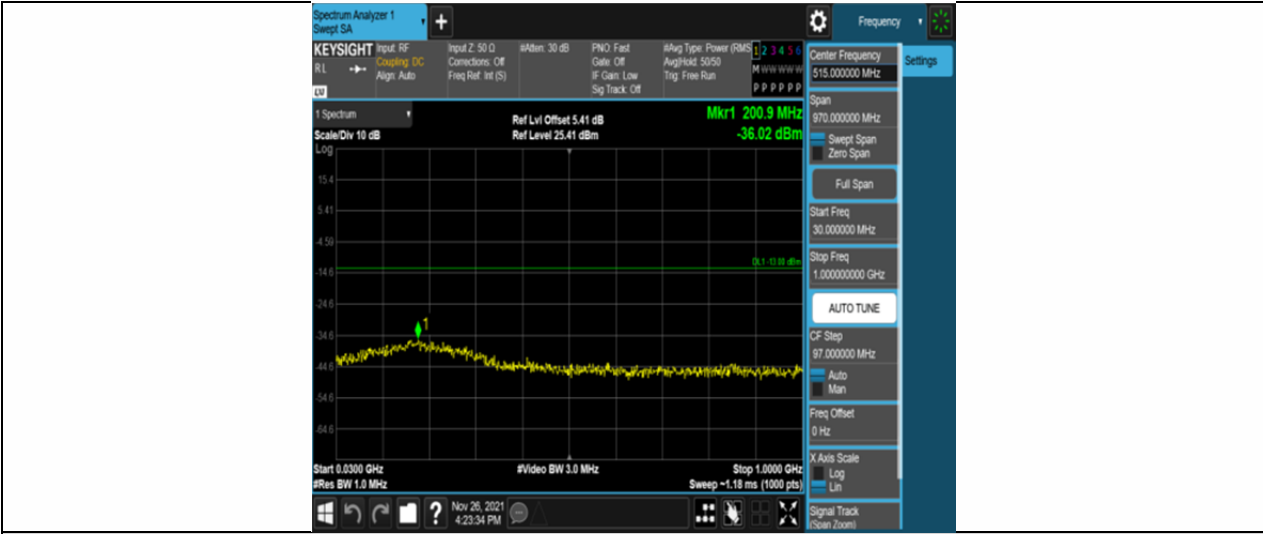 Spectrum Analyzer 1
Swept SA
+
Frequency
KEYSIGHT
RL
LV
Input: RF
Coupling: DC
Align: Auto
Input Z: 50 Ω
Corrections: Off
Freq Ref: Int (S)
#Atten: 30 dB
PNO: Fast
Gate: Off
IF Gain: Low
Sig Track: Off
#Avg Type: Power (RMS
Avg|Hold: 50/50
Trig: Free Run
1 2 3 4 5 6
M W W W W W
P P P P P P
1 Spectrum
Scale/Div 10 dB
Log
Ref Lvl Offset 5.41 dB
Ref Level 25.41 dBm
Mkr1 200.9 MHz
-36.02 dBm
15.4
5.41
-4.59
-14.6
-24.6
-34.6
-44.6
-54.6
-64.6
DL1 -13.00 dBm
1
Start 0.0300 GHz
#Res BW 1.0 MHz
#Video BW 3.0 MHz
Stop 1.0000 GHz
Sweep ~1.18 ms (1000 pts)
?
Nov 26, 2021
4:23:34 PM
Center Frequency
515.000000 MHz
Settings
Span
970.000000 MHz
Swept Span
Zero Span
Full Span
Start Freq
30.000000 MHz
Stop Freq
1.000000000 GHz
AUTO TUNE
CF Step
97.000000 MHz
Auto
Man
Freq Offset
0 Hz
X Axis Scale
Log
Lin
Signal Track
(Span Zoom)